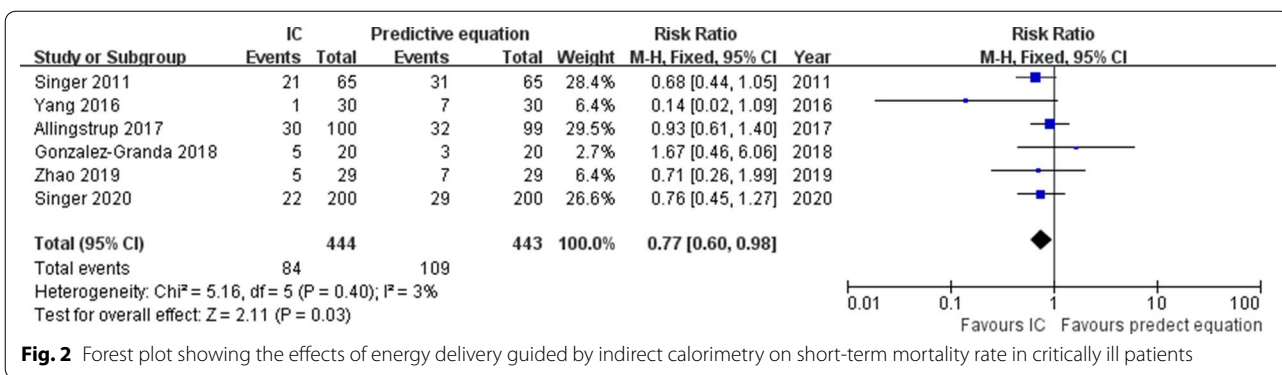 IC Predictive equation Risk Ratio Risk Ratio
Study or Subgroup Events Total Events Total Weight M-H, Fixed, 95% CI Year M-H, Fixed, 95% CI
Singer 2011 21 65 31 65 28.4% 0.68 [0.44, 1.05] 2011
Yang 2016 1 30 7 30 6.4% 0.14 [0.02, 1.09] 2016
Allingstrup 2017 30 100 32 99 29.5% 0.93 [0.61, 1.40] 2017
Gonzalez-Granda 2018 5 20 3 20 2.7% 1.67 [0.46, 6.06] 2018
Zhao 2019 5 29 7 29 6.4% 0.71 [0.26, 1.99] 2019
Singer 2020 22 200 29 200 26.6% 0.76 [0.45, 1.27] 2020
Total (95% CI) 444 443 100.0% 0.77 [0.60, 0.98]
Total events 84 109
Heterogeneity: Chi² = 5.16, df = 5 (P = 0.40); I² = 3%
Test for overall effect: Z = 2.11 (P = 0.03)
0.01 0.1 1 10 100
Favours IC Favours predect equation
Fig. 2 Forest plot showing the effects of energy delivery guided by indirect calorimetry on short-term mortality rate in critically ill patients